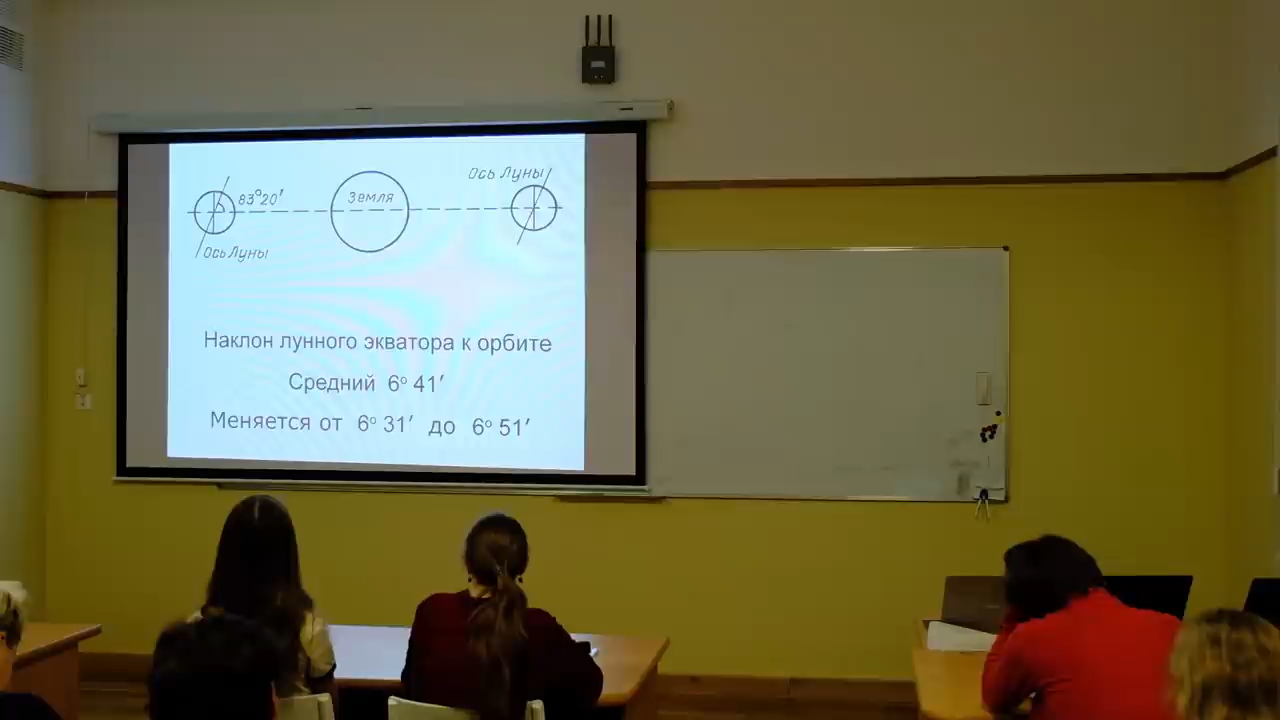 Ось Луны
83°20′
Земля
Ось Луны
Наклон лунного экватора к орбите
Средний 6° 41′
Меняется от 6° 31′ до 6° 51′